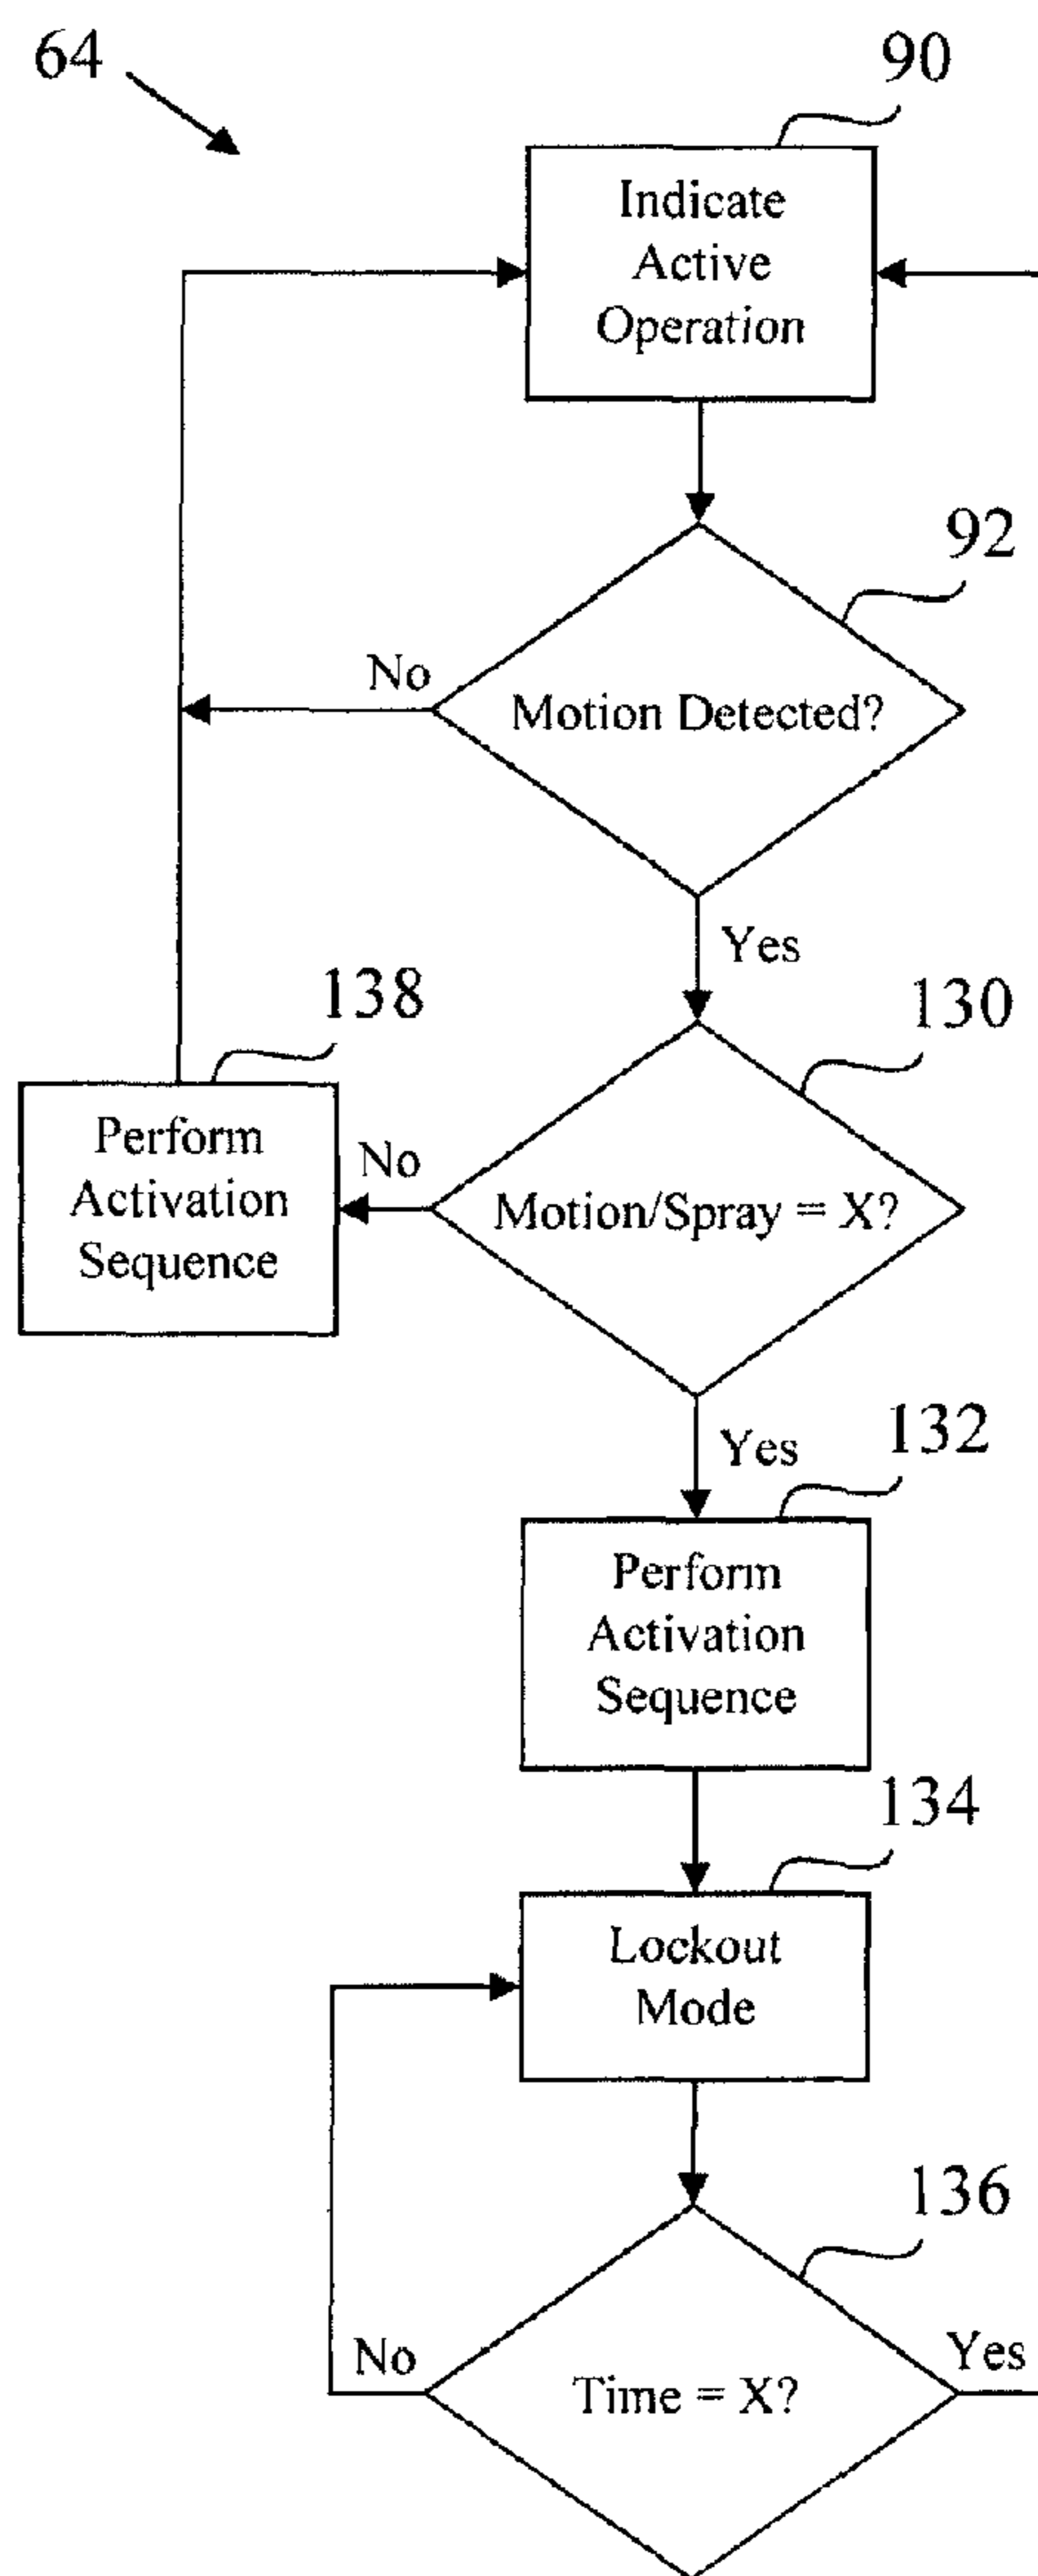 64
90
Indicate
Active
Operation
92
No
Motion Detected?
Yes
138
130
Perform
Activation
Sequence
No
Motion/Spray = X?
Yes
132
Perform
Activation
Sequence
134
Lockout
Mode
136
No
Time = X?
Yes